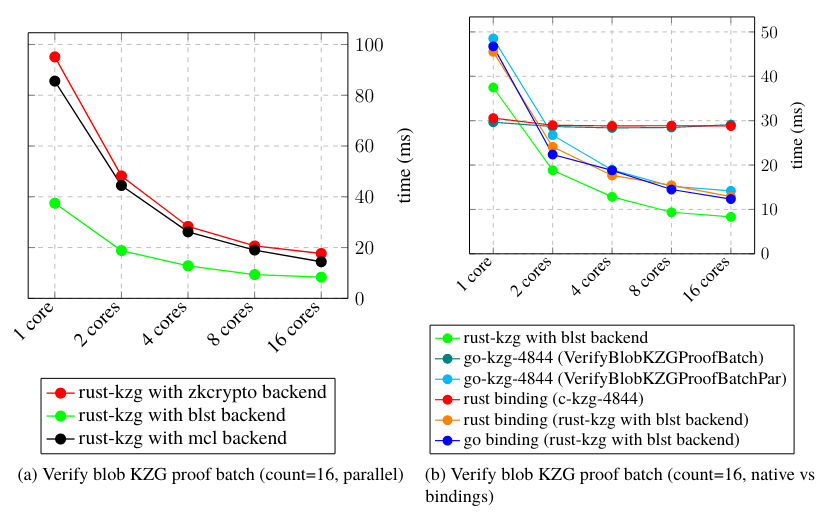 100
80
60
40
20
0
time (ms)
1 core
2 cores
4 cores
8 cores
16 cores
rust-kzg with zkcrypto backend
rust-kzg with blst backend
rust-kzg with mcl backend
(a) Verify blob KZG proof batch (count=16, parallel)
50
40
30
20
10
0
time (ms)
1 core
2 cores
4 cores
8 cores
16 cores
rust-kzg with blst backend
go-kzg-4844 (VerifyBlobKZGProofBatch)
go-kzg-4844 (VerifyBlobKZGProofBatchPar)
rust binding (c-kzg-4844)
rust binding (rust-kzg with blst backend)
go binding (rust-kzg with blst backend)
(b) Verify blob KZG proof batch (count=16, native vs
bindings)